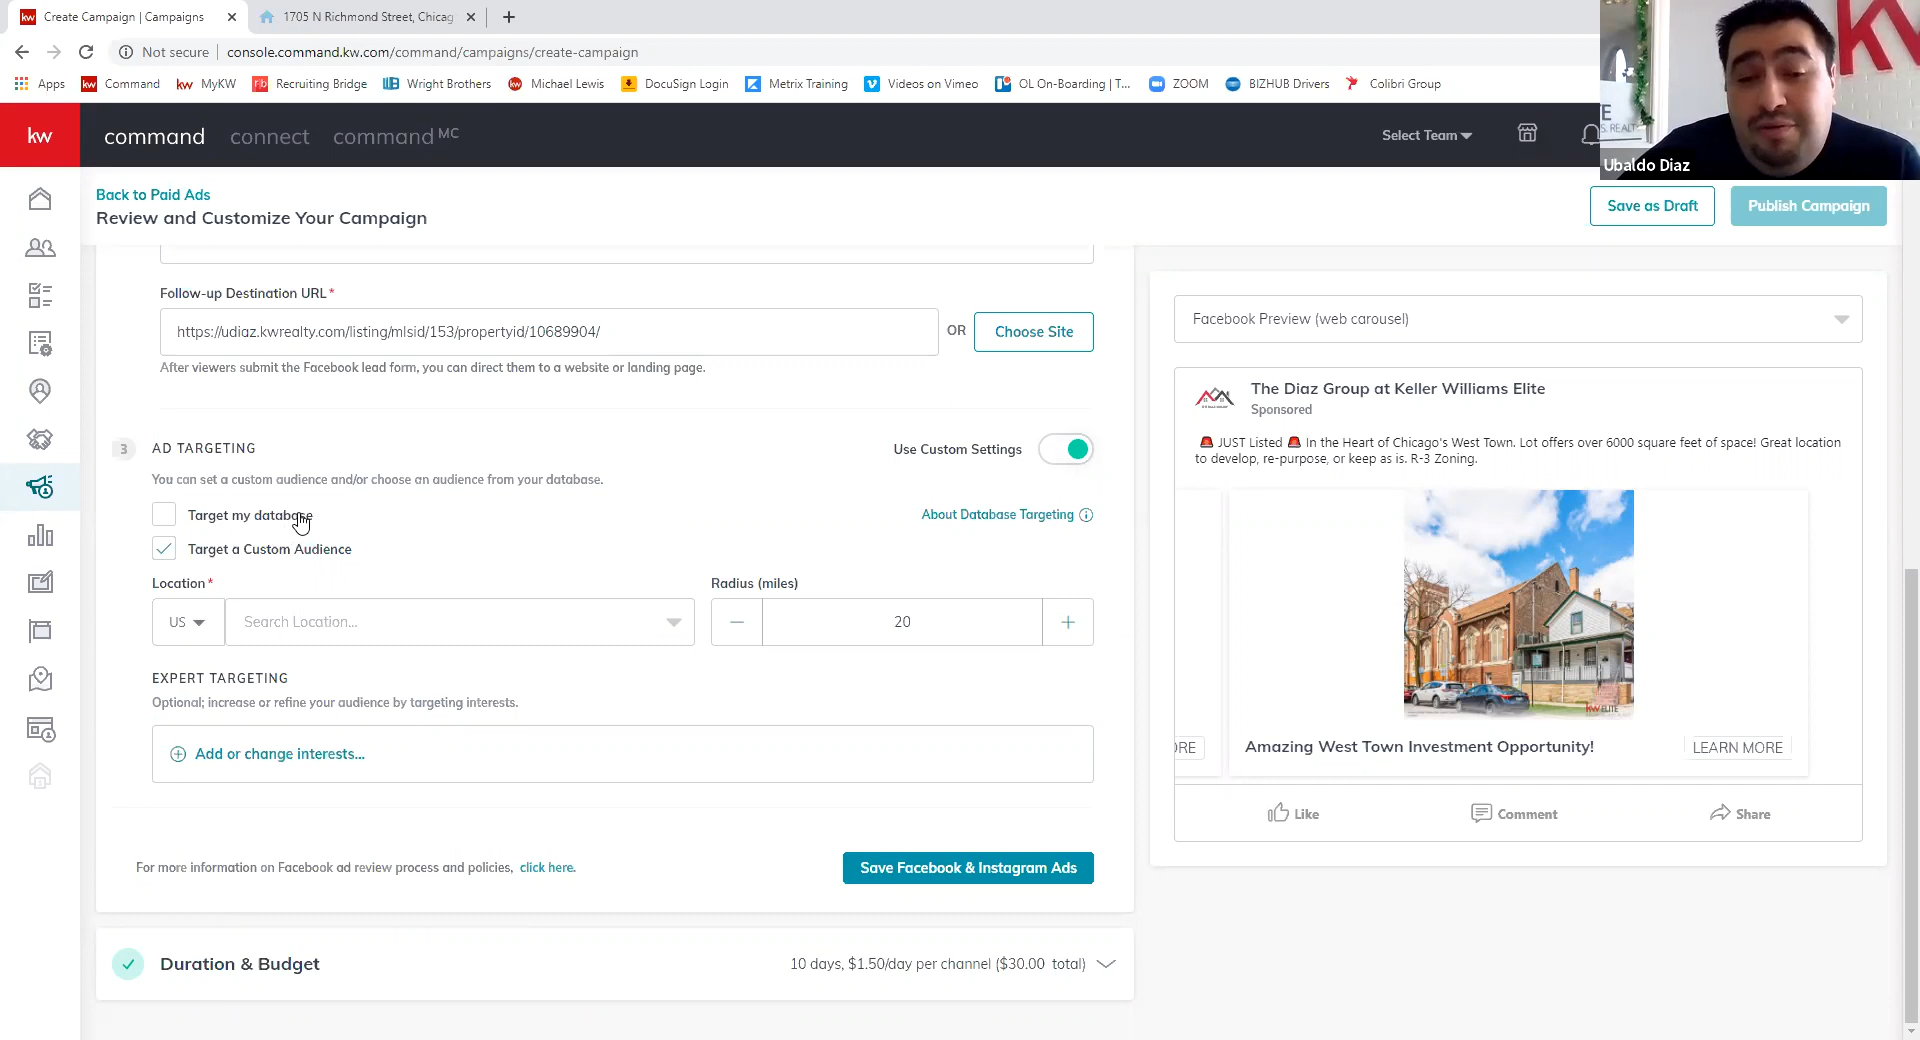 kw
Create Campaign | Campaigns
1705 N Richmond Street, Chicag
Not secure
console.command.kw.com/command/campaigns/create-campaign
Apps
kw Command
kw MyKW
Recruiting Bridge
Wright Brothers
kw Michael Lewis
DocuSign Login
Metrix Training
Videos on Vimeo
OL On-Boarding | T...
ZOOM
BIZHUB Drivers
Colibri Group
kw
command
connect
command MC
Select Team
Ubaldo Diaz
Back to Paid Ads
Review and Customize Your Campaign
Save as Draft
Publish Campaign
Follow-up Destination URL*
https://udiaz.kwrealty.com/listing/mlsid/153/propertyid/10689904/
OR
Choose Site
After viewers submit the Facebook lead form, you can direct them to a website or landing page.
3
AD TARGETING
Use Custom Settings
You can set a custom audience and/or choose an audience from your database.
Target my database
About Database Targeting
Target a Custom Audience
Location*
Radius (miles)
US
Search Location...
20
EXPERT TARGETING
Optional; increase or refine your audience by targeting interests.
Add or change interests...
For more information on Facebook ad review process and policies, click here.
Save Facebook & Instagram Ads
Duration & Budget
10 days, $1.50/day per channel ($30.00 total)
Facebook Preview (web carousel)
The Diaz Group at Keller Williams Elite
Sponsored
🚨 JUST Listed 🚨 In the Heart of Chicago's West Town. Lot offers over 6000 square feet of space! Great location
to develop, re-purpose, or keep as is. R-3 Zoning.
kw ELITE
ORE
Amazing West Town Investment Opportunity!
LEARN MORE
Like
Comment
Share